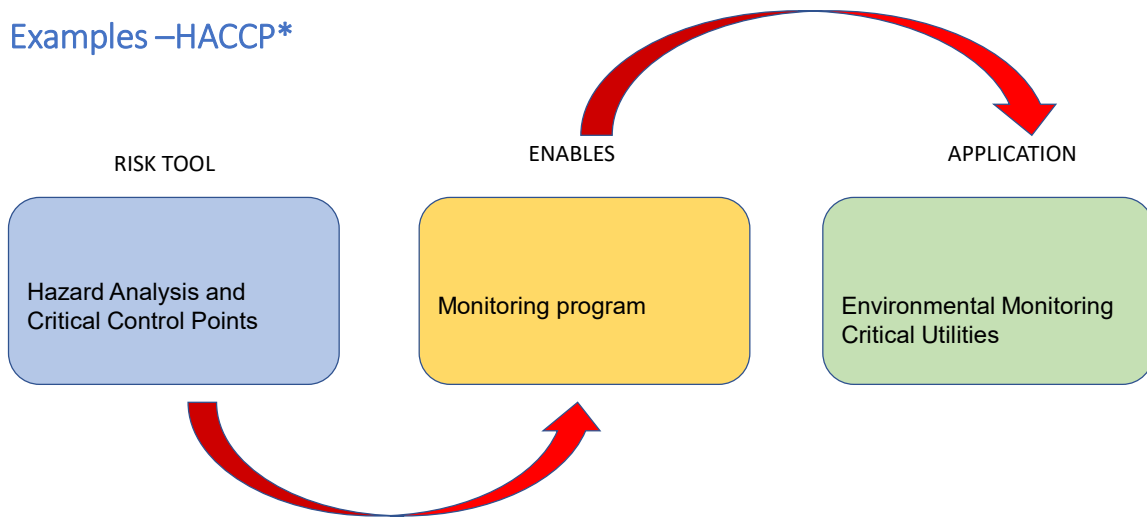 Examples –HACCP*
RISK TOOL
ENABLES
APPLICATION
Hazard Analysis and
Critical Control Points
Monitoring program
Environmental Monitoring
Critical Utilities